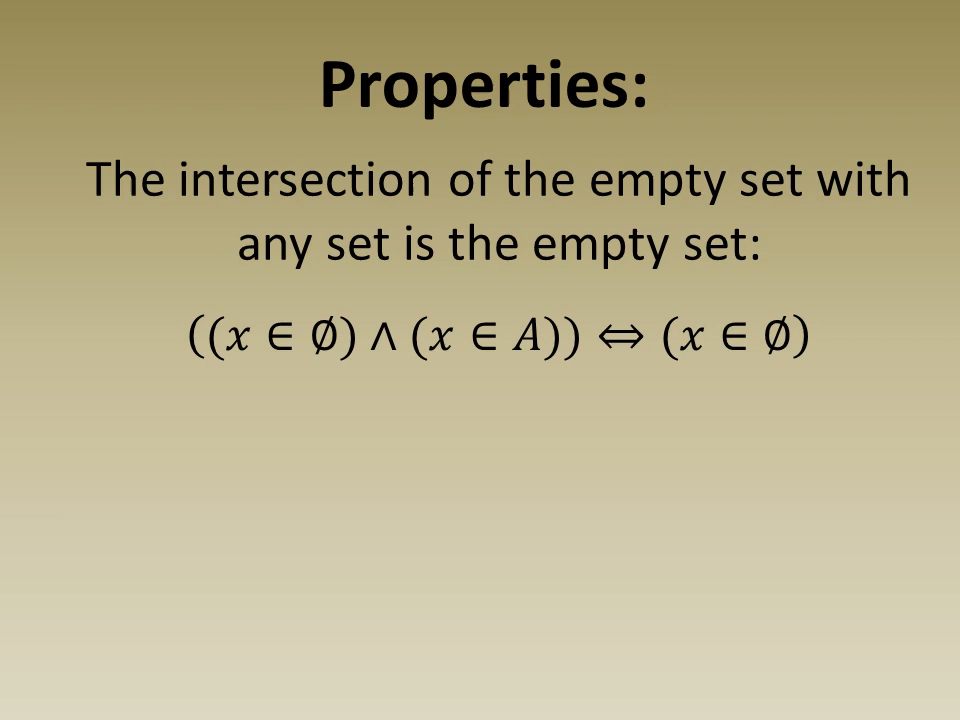 Properties:
The intersection of the empty set with
any set is the empty set:
((𝑥 ∈ ∅) ∧ (𝑥 ∈ 𝐴)) ⇔ (𝑥 ∈ ∅)